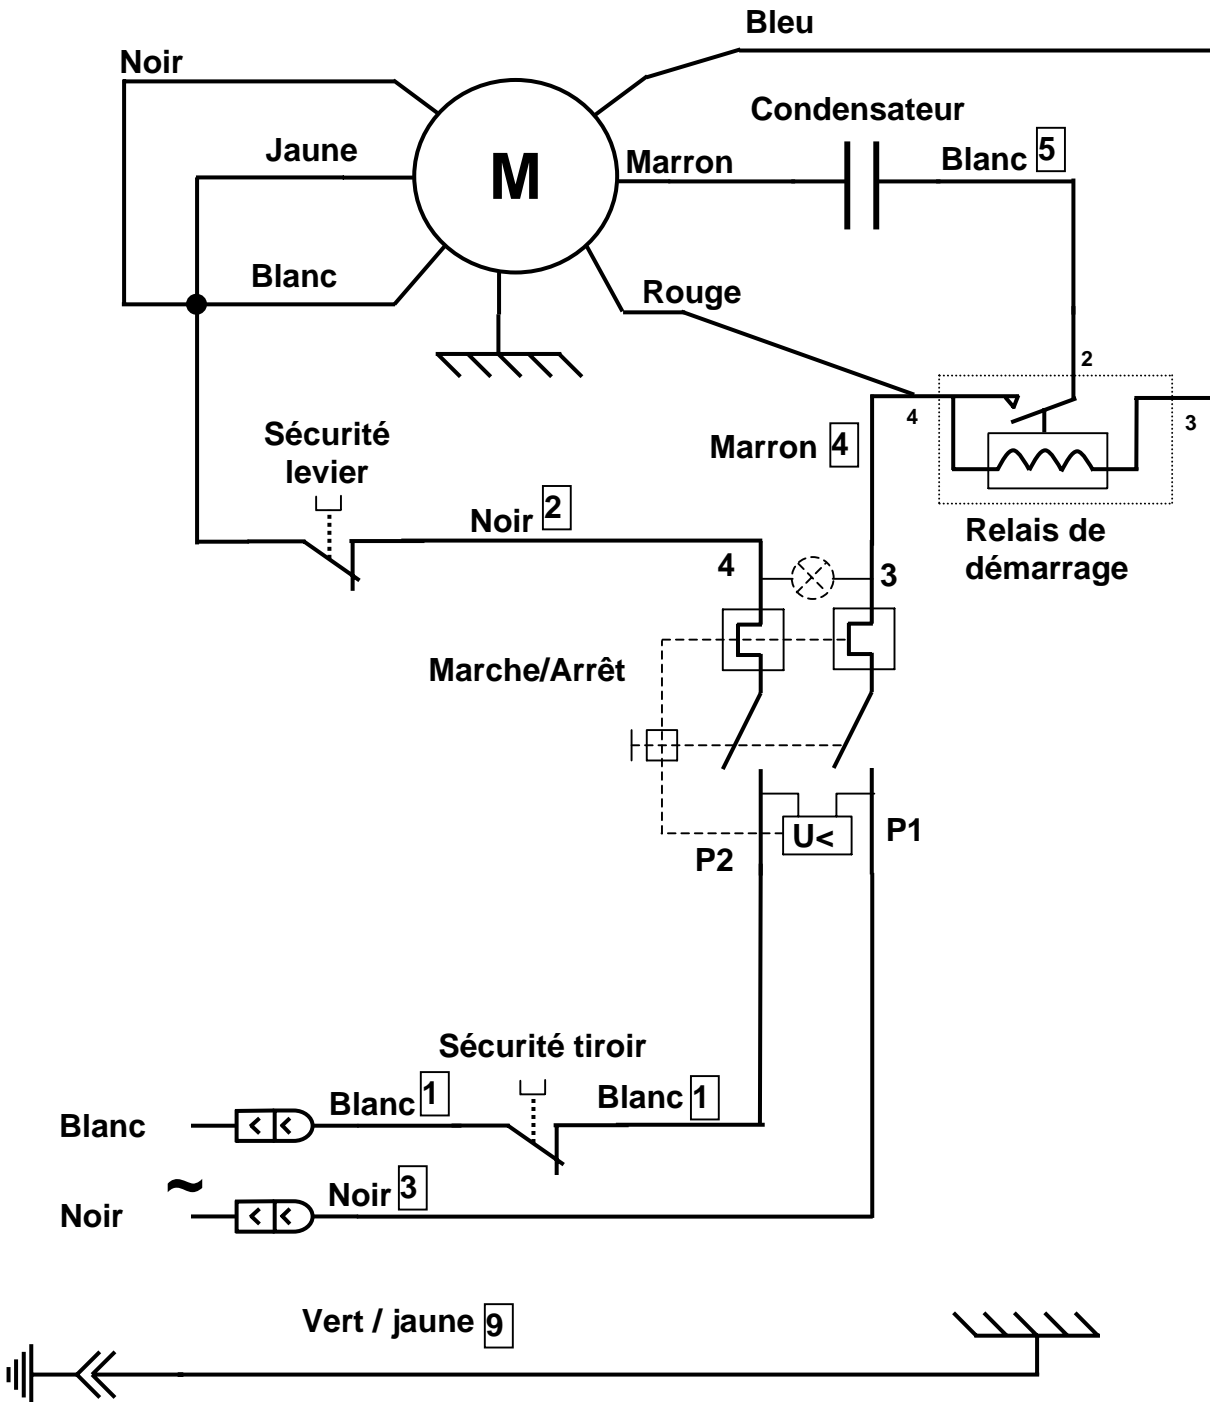 Bleu
Noir
Condensateur
Jaune
M
Marron
Blanc 5
Blanc
Rouge
2
4
3
Sécurité
levier
Marron 4
Noir 2
Relais de
démarrage
4
3
Marche/Arrêt
U<
P1
P2
Sécurité tiroir
Blanc 1
Blanc 1
Blanc
~
Noir 3
Noir
Vert / jaune 9